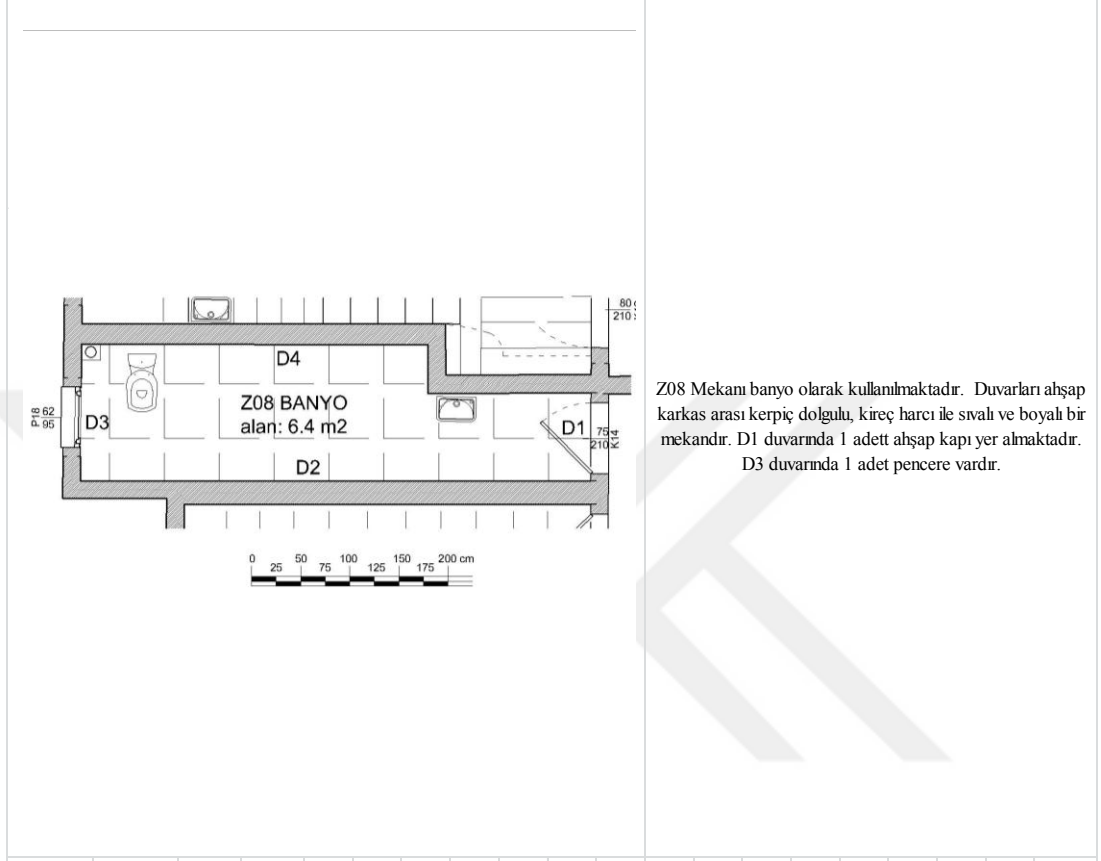 80
210
D4
Z08 BANYO
alan: 6.4 m2
D3
D1
D2
P18
62
95
75
210
K14
0 25 50 75 100 125 150 175 200 cm
Z08 Mekanı banyo olarak kullanılmaktadır. Duvarları ahşap
karkas arası kerpiç dolgulu, kireç harcı ile sıvalı ve boyalı bir
mekandır. D1 duvarında 1 adett ahşap kapı yer almaktadır.
D3 duvarında 1 adet pencere vardır.